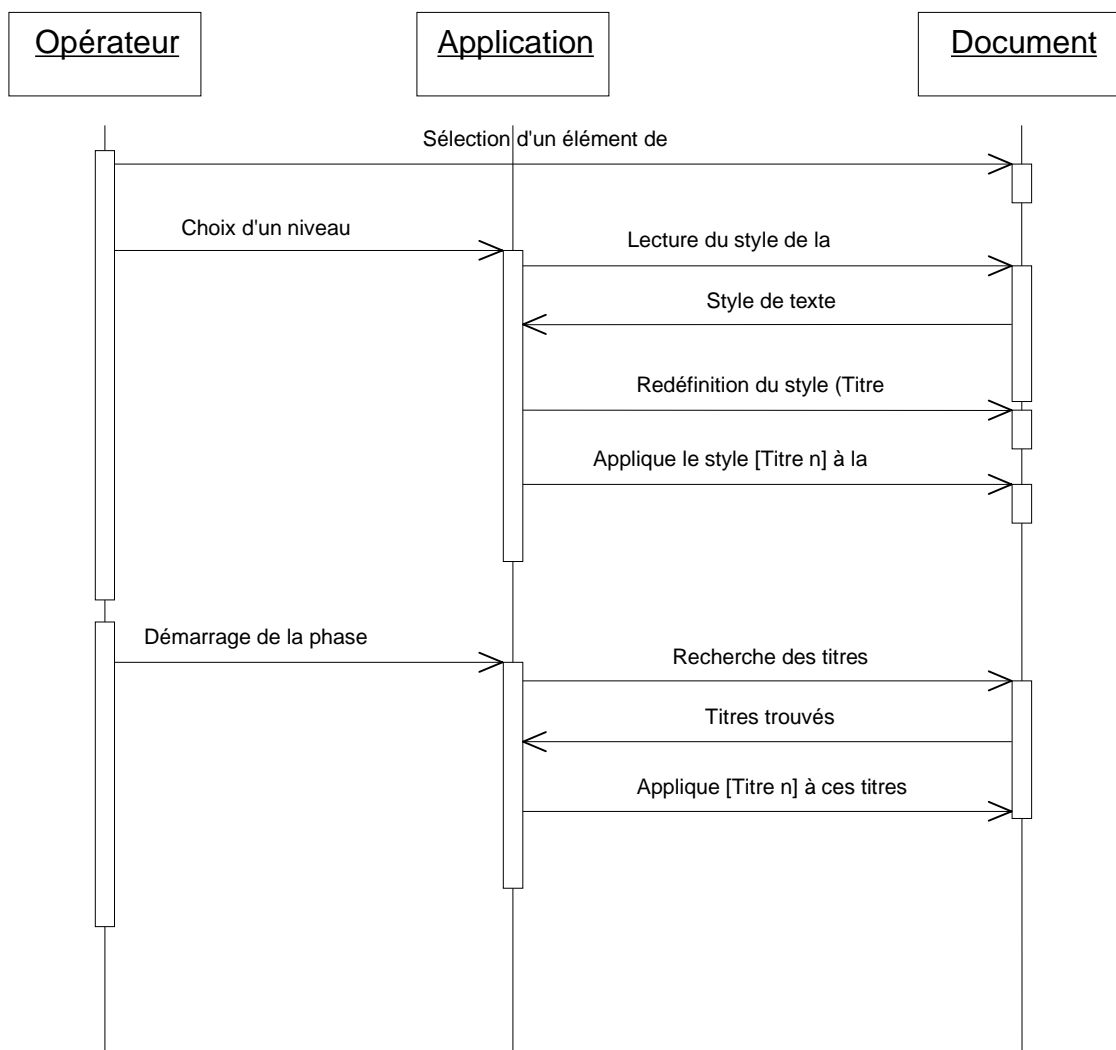 Opérateur
Application
Document
Sélection d'un élément de
Choix d'un niveau
Lecture du style de la
Style de texte
Redéfinition du style (Titre
Applique le style [Titre n] à la
Démarrage de la phase
Recherche des titres
Titres trouvés
Applique [Titre n] à ces titres